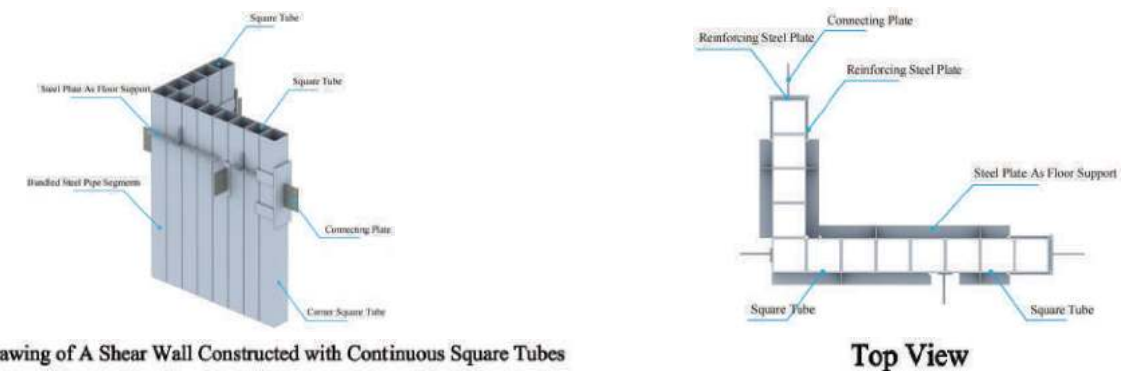 Square Tube
Square Tube
Steel Plate As Floor Support
Bundled Steel Pipe Segments
Connecting Plate
Corner Square Tube
awing of A Shear Wall Constructed with Continuous Square Tubes
Connecting Plate
Reinforcing Steel Plate
Reinforcing Steel Plate
Steel Plate As Floor Support
Square Tube
Square Tube
Top View